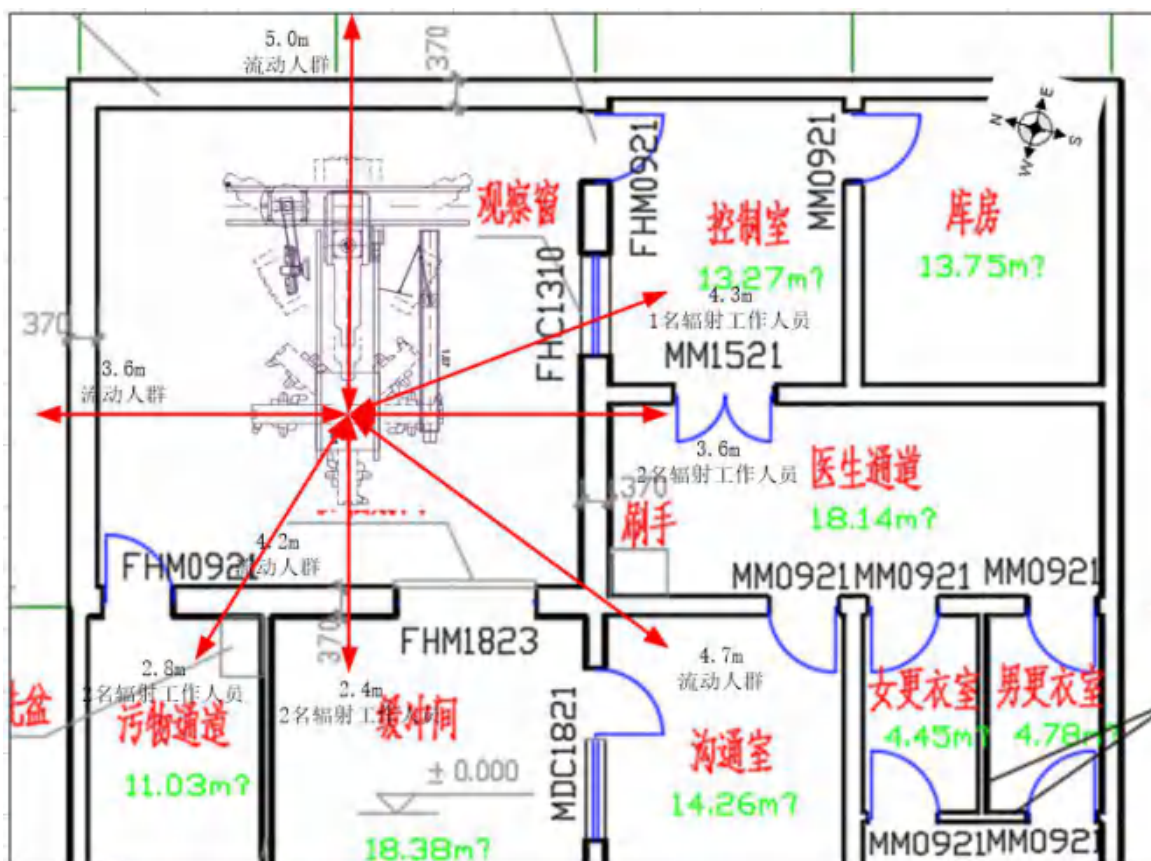 5.0m
流动人群
370
E
N
S
W
观察窗
FHM0921
MM0921
控制室
13.27m?
库房
13.75m?
4.3m
1名辐射工作人员
FHC1310
MM1521
370
3.6m
流动人群
3.6m
2名辐射工作人员
医生通道
18.14m?
370
刷手
4.2m
流动人群
FHM0921
MM0921
MM0921
MM0921
370
FHM1823
2.8m
2名辐射工作人员
污物通道
11.03m?
2.4m
2名辐射工作人员
缓冲间
± 0.000
18.38m?
MDC1821
4.7m
流动人群
沟通室
14.26m?
女更衣室
4.45m?
男更衣室
4.78m?
MM0921
MM0921